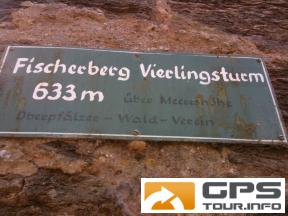 Fischerberg Vierlingsturm
633 m über Meereshöhe
Oberpfälzer - Wald - Verein
GPS
TOUR.INFO